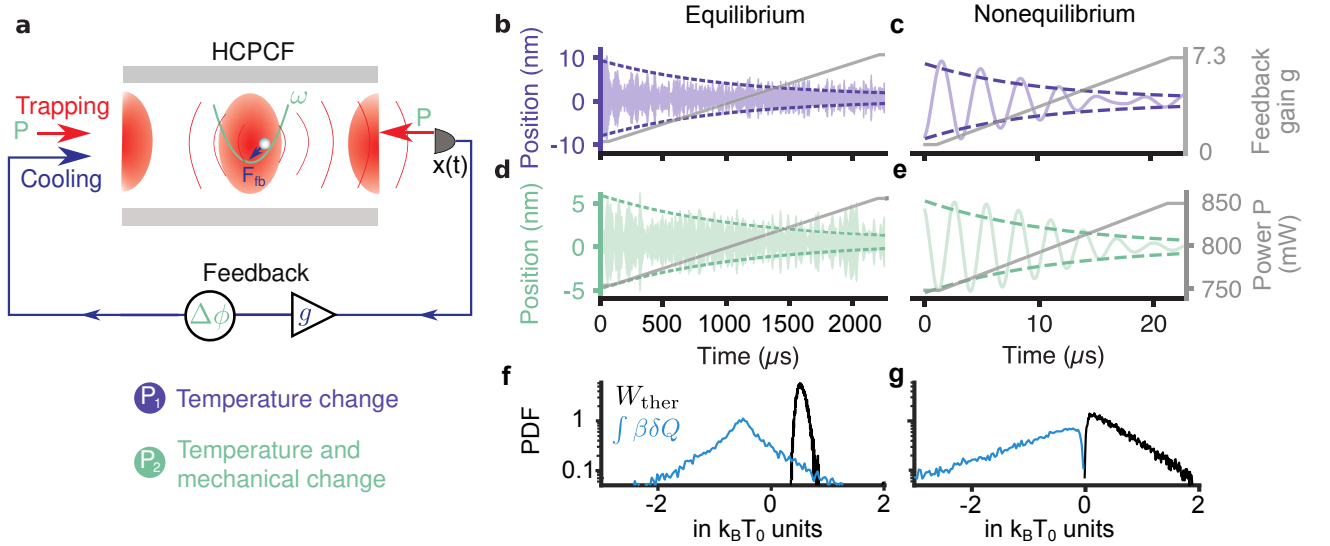 a
HCPCF
Trapping
P
Cooling
ω
F_fb
P
x(t)
Feedback
Δϕ
g
P₁ Temperature change
P₂ Temperature and
mechanical change
Equilibrium
Nonequilibrium
b
Position (nm)
10
0
-10
c
7.3
0
Feedback
gain g
d
Position (nm)
5
0
-5
0 500 1000 1500 2000
Time (μs)
e
850
800
750
Power P
(mW)
0 10 20
Time (μs)
f
W_ther
∫ βδQ
PDF
1
0.1
-2 0 2
in k_BT_0 units
g
-2 0 2
in k_BT_0 units